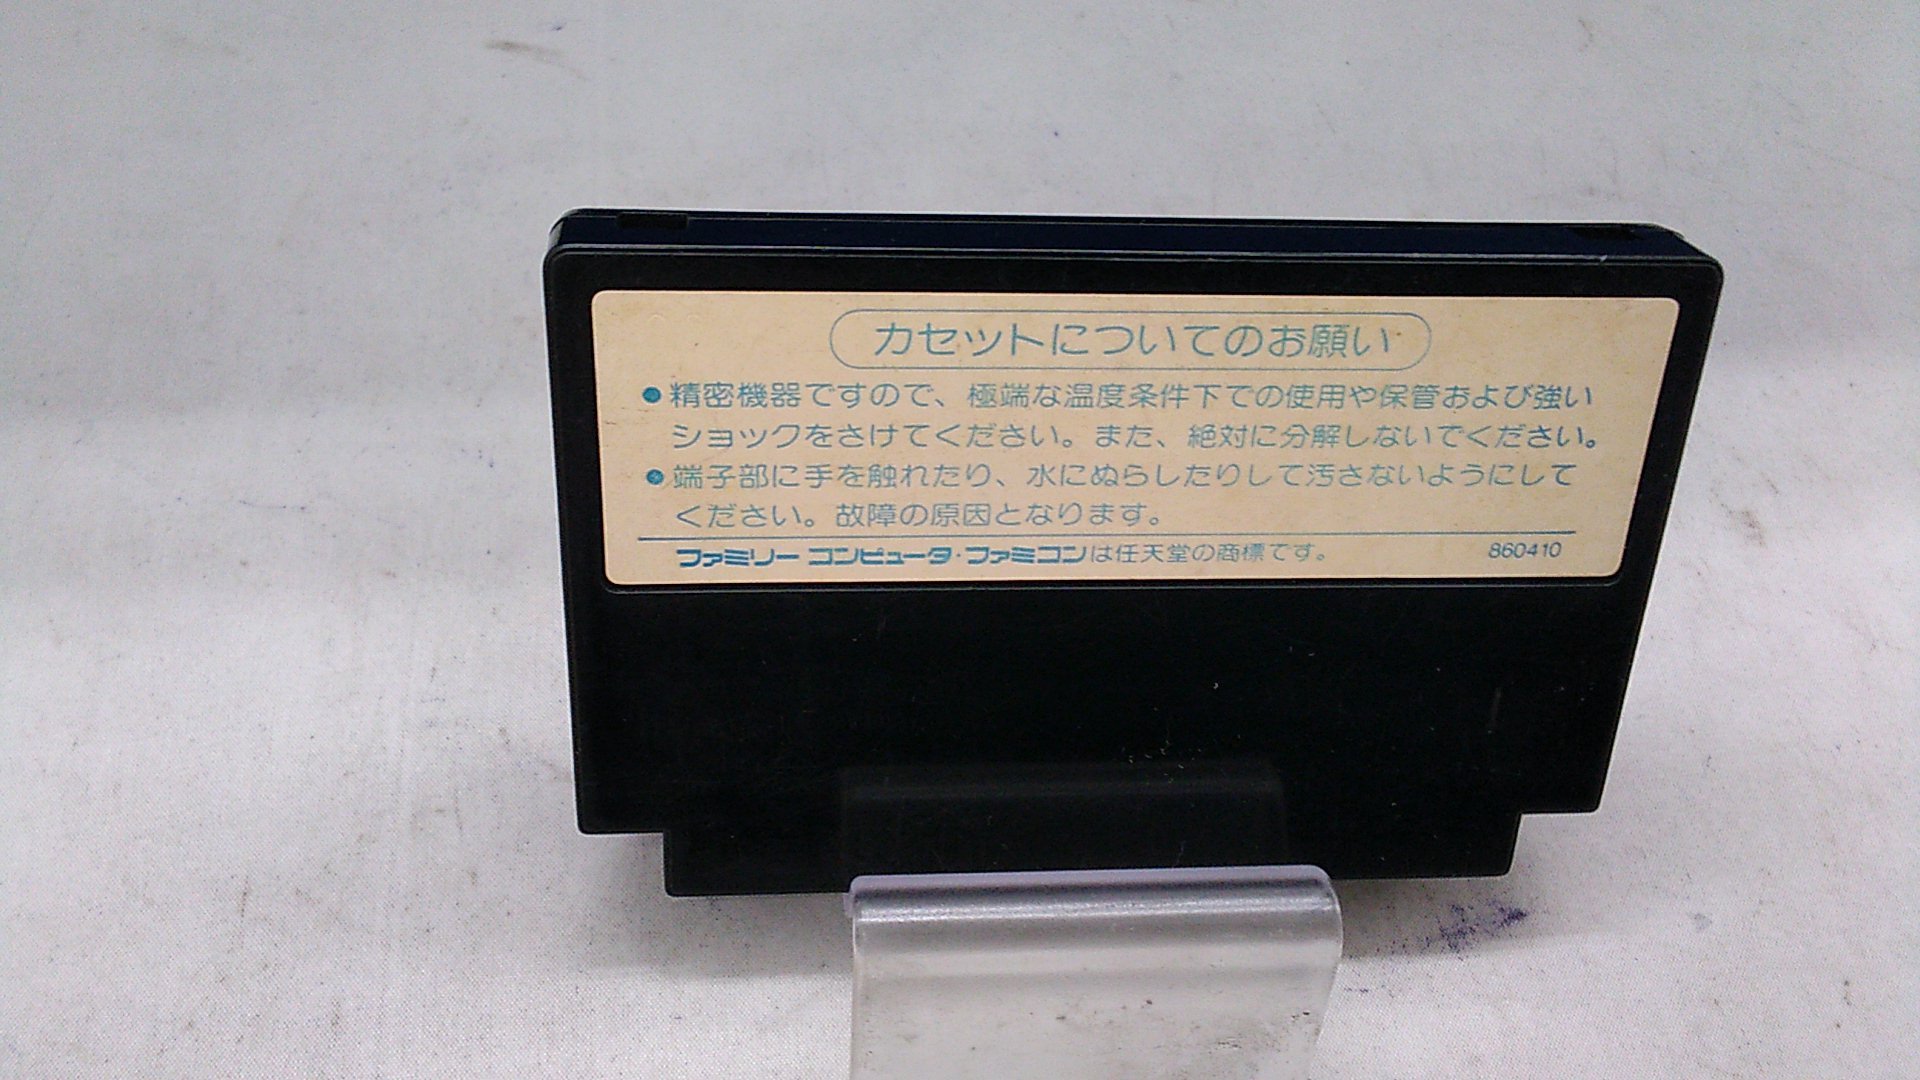 カセットについてのお願い
●精密機器ですので、極端な温度条件下での使用や保管および強い
ショックをさけてください。また、絶対に分解しないでください。
●端子部に手を触れたり、水にぬらしたりして汚さないようにして
ください。故障の原因となります。
ファミリーコンピュータ・ファミコンは任天堂の商標です。 860410